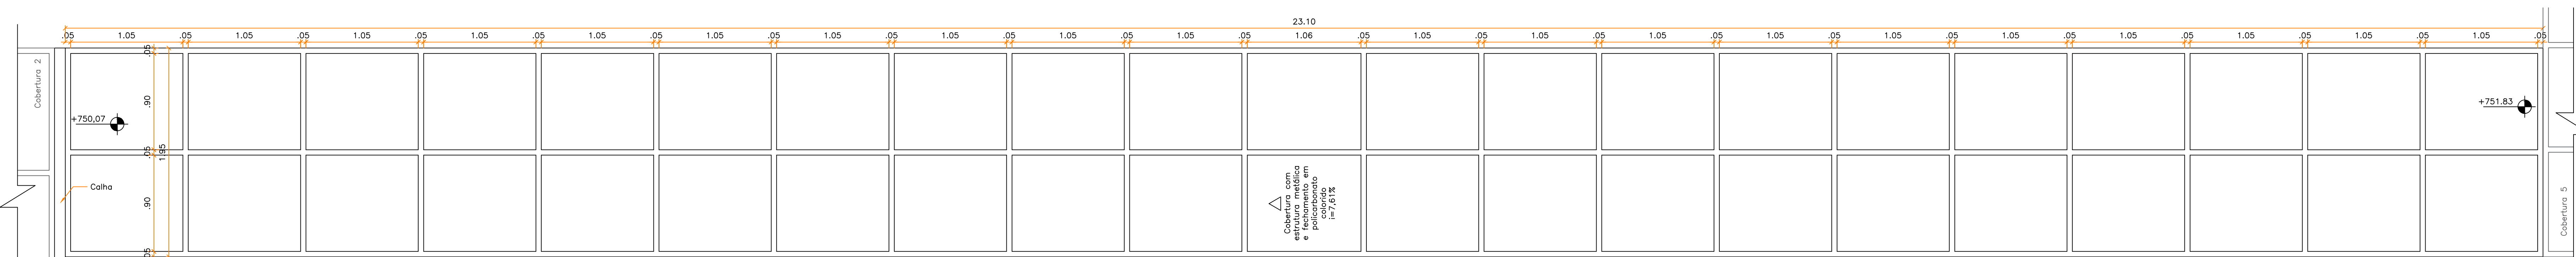 23.10
.05 1.05 .05 1.05 .05 1.05 .05 1.05 .05 1.05 .05 1.05 .05 1.05 .05 1.05 .05 1.05 .05 1.05 .05 1.06 .05 1.05 .05 1.05 .05 1.05 .05 1.05 .05 1.05 .05 1.05 .05 1.05 .05 1.05 .05 1.05 .05 1.05 .05
Cobertura 2
.05
.90
.05
.90
.05
1.95
+750,07
Calha
Cobertura com
estrutura metálica
e fechamento em
policarbonato
colorido
i=7,61%
+751.83
Cobertura 5